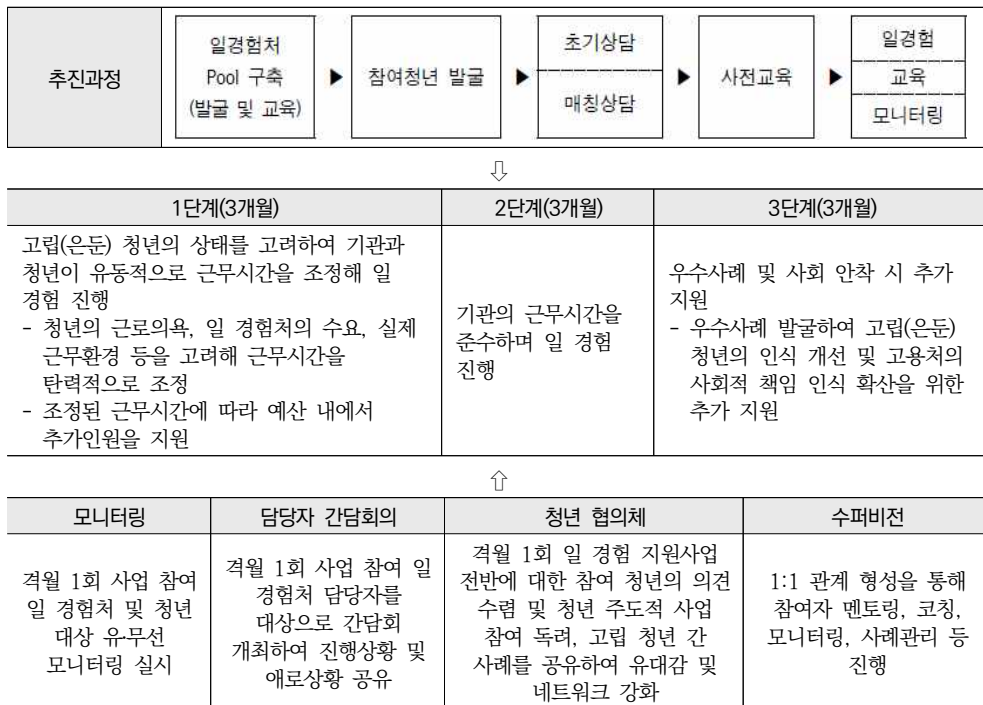 추진과정
일경험처
Pool 구축
(발굴 및 교육)
▶
참여청년 발굴
▶
초기상담
매칭상담
▶
사전교육
▶
일경험
교육
모니터링
⇩
1단계(3개월)
2단계(3개월)
3단계(3개월)
고립(은둔) 청년의 상태를 고려하여 기관과
청년이 유동적으로 근무시간을 조정해 일
경험 진행
- 청년의 근로의욕, 일 경험처의 수요, 실제
근무환경 등을 고려해 근무시간을
탄력적으로 조정
- 조정된 근무시간에 따라 예산 내에서
추가인원을 지원
기관의 근무시간을
준수하며 일 경험
진행
우수사례 및 사회 안착 시 추가
지원
- 우수사례 발굴하여 고립(은둔)
청년의 인식 개선 및 고용처의
사회적 책임 인식 확산을 위한
추가 지원
⇧
모니터링
담당자 간담회의
청년 협의체
수퍼비전
격월 1회 사업 참여
일 경험처 및 청년
대상 유·무선
모니터링 실시
격월 1회 사업 참여 일
경험처 담당자를
대상으로 간담회
개최하여 진행상황 및
애로상황 공유
격월 1회 일 경험 지원사업
전반에 대한 참여 청년의 의견
수렴 및 청년 주도적 사업
참여 독려, 고립 청년 간
사례를 공유하여 유대감 및
네트워크 강화
1:1 관계 형성을 통해
참여자 멘토링, 코칭,
모니터링, 사례관리 등
진행